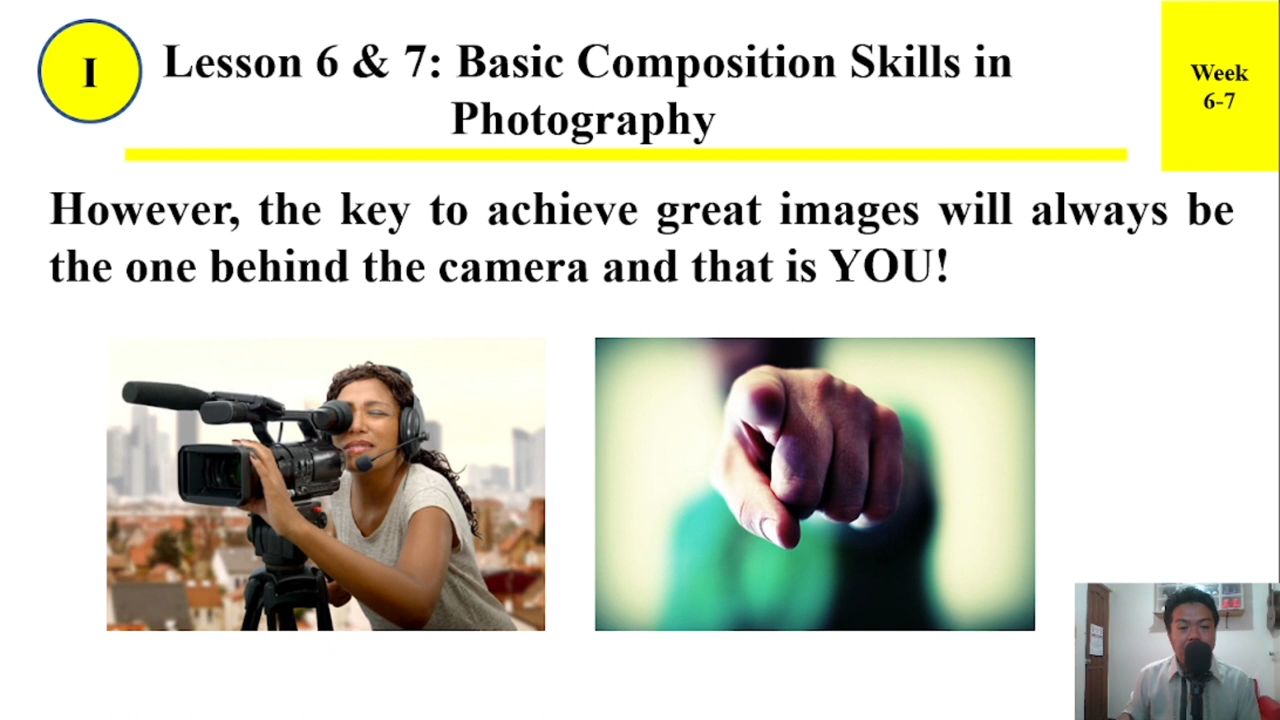 I
Lesson 6 & 7: Basic Composition Skills in
Photography
Week
6-7
However, the key to achieve great images will always be
the one behind the camera and that is YOU!